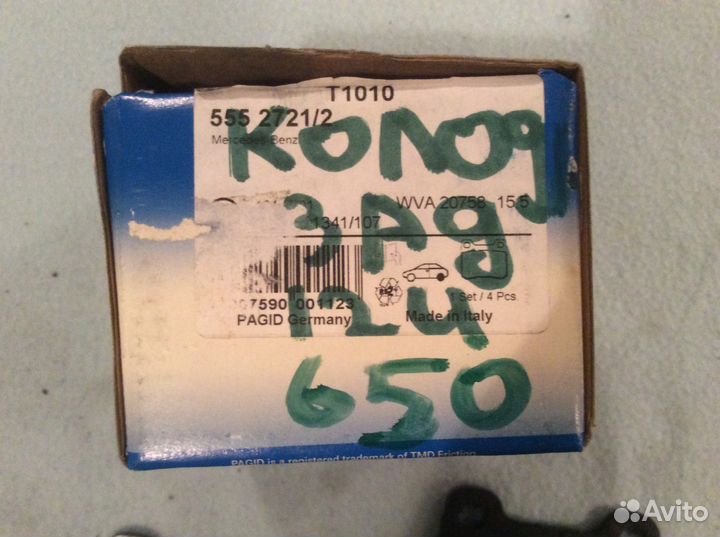 T1010
555 2721/2
Mercedes-Benz
колод
WVA 20758 15.5
1341/107
Зад
1 Set / 4 Pcs.
67590 001123
124
PAGID Germany
Made in Italy
650
PAGID is a registered trademark of TMD Friction
Avito